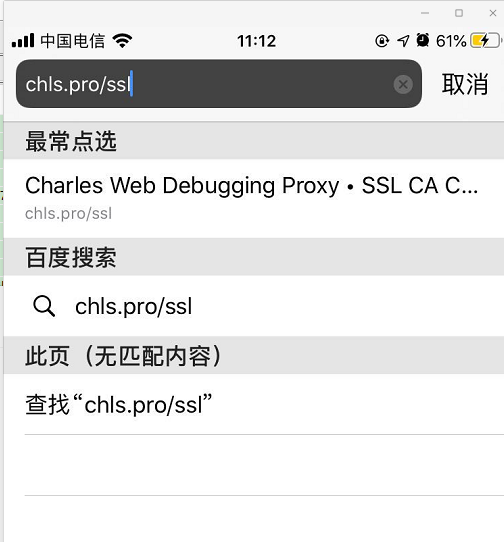 中国电信 11:12 61%
chls.pro/ssl 取消
最常点选
Charles Web Debugging Proxy • SSL CA C...
chls.pro/ssl
百度搜索
chls.pro/ssl
此页（无匹配内容）
查找“chls.pro/ssl”